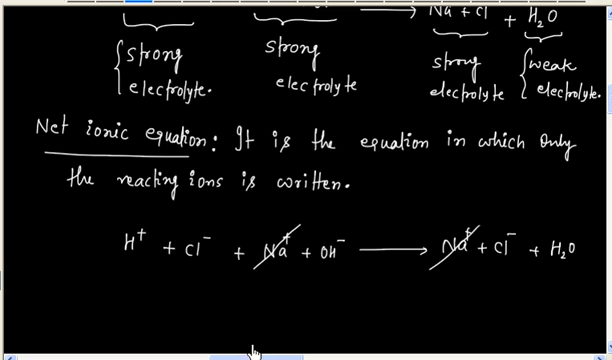 Na + Cl + H₂O
{strong strong strong {weak
electrolyte. electrolyte electrolyte electrolyte.
Net ionic equation: It is the equation in which only
the reacting ions is written.
H⁺ + Cl⁻ + Na⁺ + OH⁻ ⟶ Na⁺ + Cl⁻ + H₂O